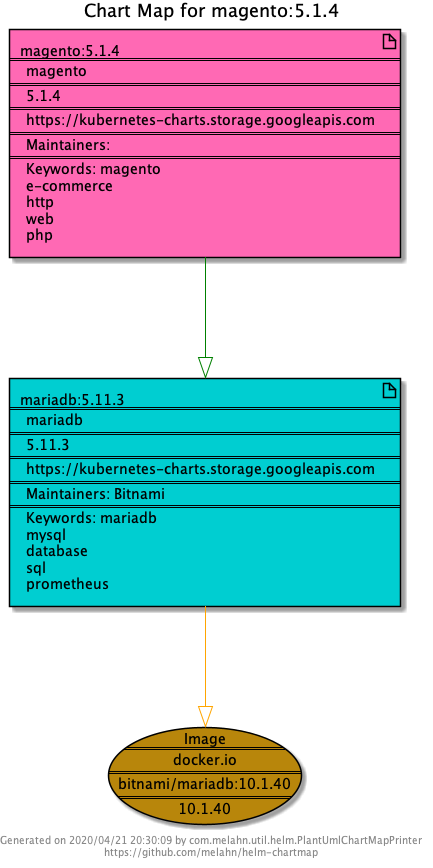 Chart Map for magento:5.1.4
magento:5.1.4
magento
5.1.4
https://kubernetes-charts.storage.googleapis.com
Maintainers:
Keywords: magento
e-commerce
http
web
php
mariadb:5.11.3
mariadb
5.11.3
https://kubernetes-charts.storage.googleapis.com
Maintainers: Bitnami
Keywords: mariadb
mysql
database
sql
prometheus
Image
docker.io
bitnami/mariadb:10.1.40
10.1.40
Generated on 2020/04/21 20:30:09 by com.melahn.util.helm.PlantUmlChartMapPrinter
https://github.com/melahn/helm-chartmap